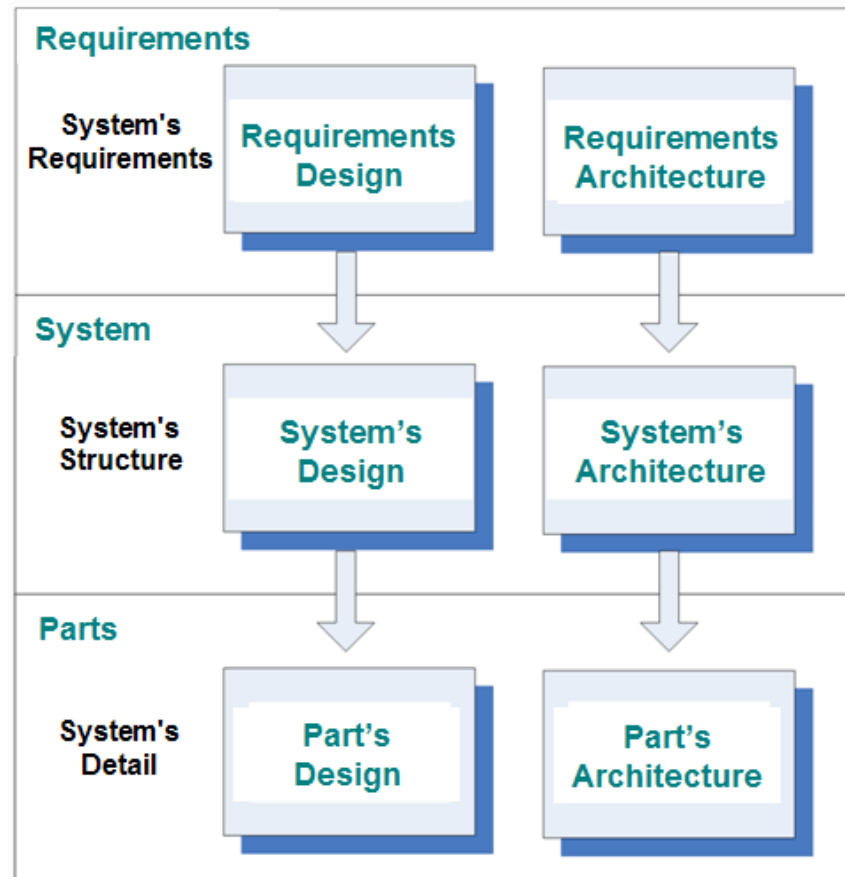 Requirements
System's
Requirements
Requirements
Design
Requirements
Architecture
System
System's
Structure
System’s
Design
System’s
Architecture
Parts
System's
Detail
Part’s
Design
Part’s
Architecture